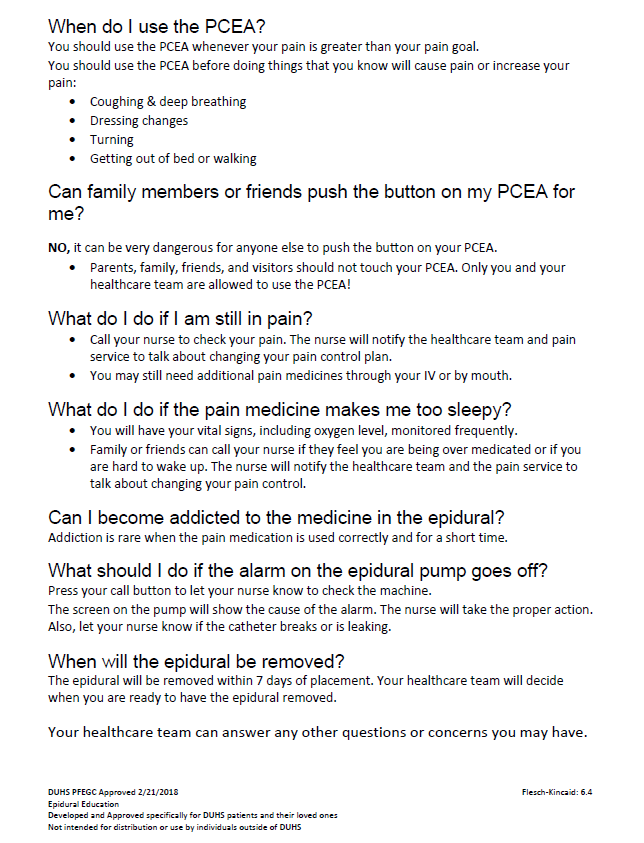 When do I use the PCEA?
You should use the PCEA whenever your pain is greater than your pain goal.
You should use the PCEA before doing things that you know will cause pain or increase your
pain:
• Coughing & deep breathing
• Dressing changes
• Turning
• Getting out of bed or walking
Can family members or friends push the button on my PCEA for
me?
NO, it can be very dangerous for anyone else to push the button on your PCEA.
• Parents, family, friends, and visitors should not touch your PCEA. Only you and your
healthcare team are allowed to use the PCEA!
What do I do if I am still in pain?
• Call your nurse to check your pain. The nurse will notify the healthcare team and pain
service to talk about changing your pain control plan.
• You may still need additional pain medicines through your IV or by mouth.
What do I do if the pain medicine makes me too sleepy?
• You will have your vital signs, including oxygen level, monitored frequently.
• Family or friends can call your nurse if they feel you are being over medicated or if you
are hard to wake up. The nurse will notify the healthcare team and the pain service to
talk about changing your pain control.
Can I become addicted to the medicine in the epidural?
Addiction is rare when the pain medication is used correctly and for a short time.
What should I do if the alarm on the epidural pump goes off?
Press your call button to let your nurse know to check the machine.
The screen on the pump will show the cause of the alarm. The nurse will take the proper action.
Also, let your nurse know if the catheter breaks or is leaking.
When will the epidural be removed?
The epidural will be removed within 7 days of placement. Your healthcare team will decide
when you are ready to have the epidural removed.
Your healthcare team can answer any other questions or concerns you may have.
DUHS PFEGC Approved 2/21/2018 Flesch-Kincaid: 6.4
Epidural Education
Developed and Approved specifically for DUHS patients and their loved ones
Not intended for distribution or use by individuals outside of DUHS